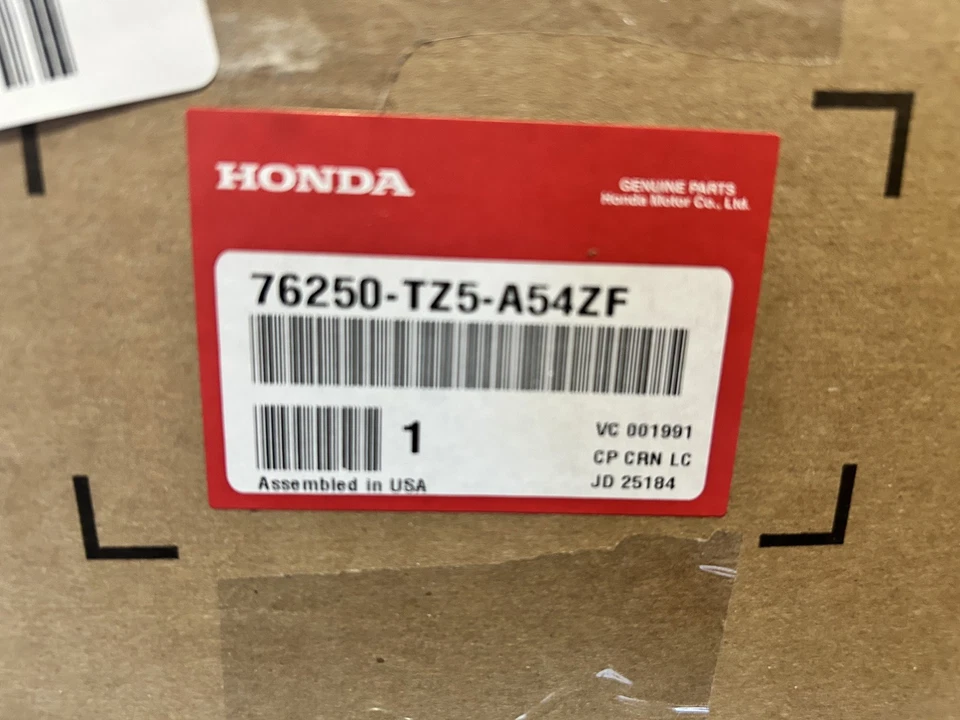 HONDA
GENUINE PARTS
Honda Motor Co., Ltd.
76250-TZ5-A54ZF
1
VC 001991
CP CRN LC
Assembled in USA
JD 25184